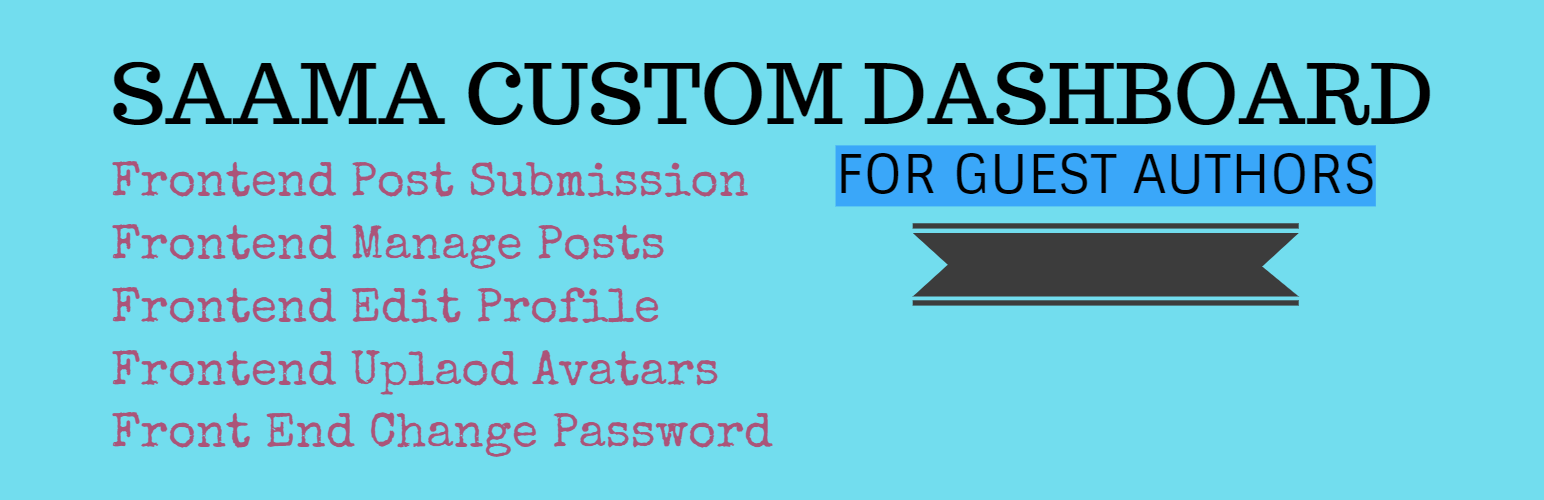 SAAMA CUSTOM DASHBOARD
FOR GUEST AUTHORS
Frontend Post Submission
Frontend Manage Posts
Frontend Edit Profile
Frontend Uplaod Avatars
Front End Change Password